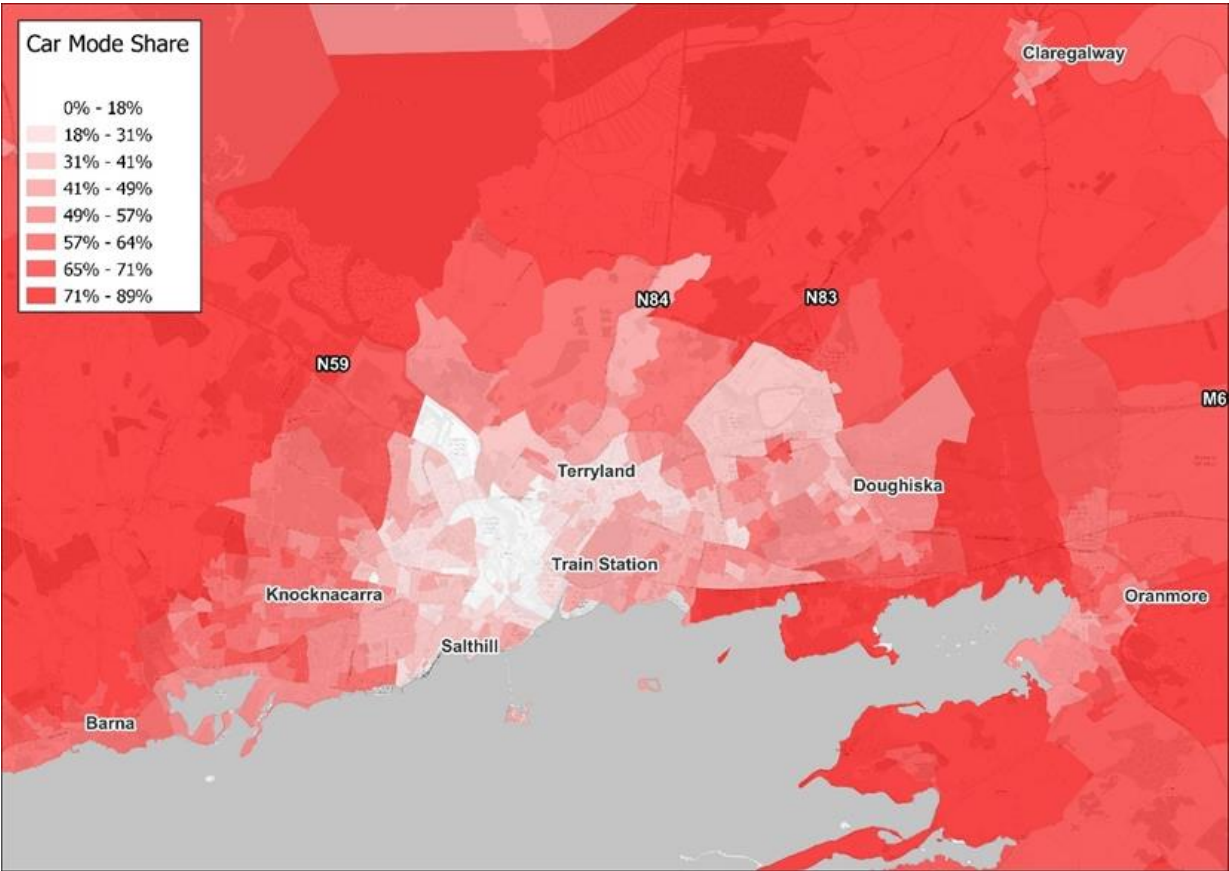 Car Mode Share
0% - 18%
18% - 31%
31% - 41%
41% - 49%
49% - 57%
57% - 64%
65% - 71%
71% - 89%
Claregalway
N84
N83
N59
M6
Terryland
Doughiska
Train Station
Knocknacarra
Oranmore
Salthill
Barna